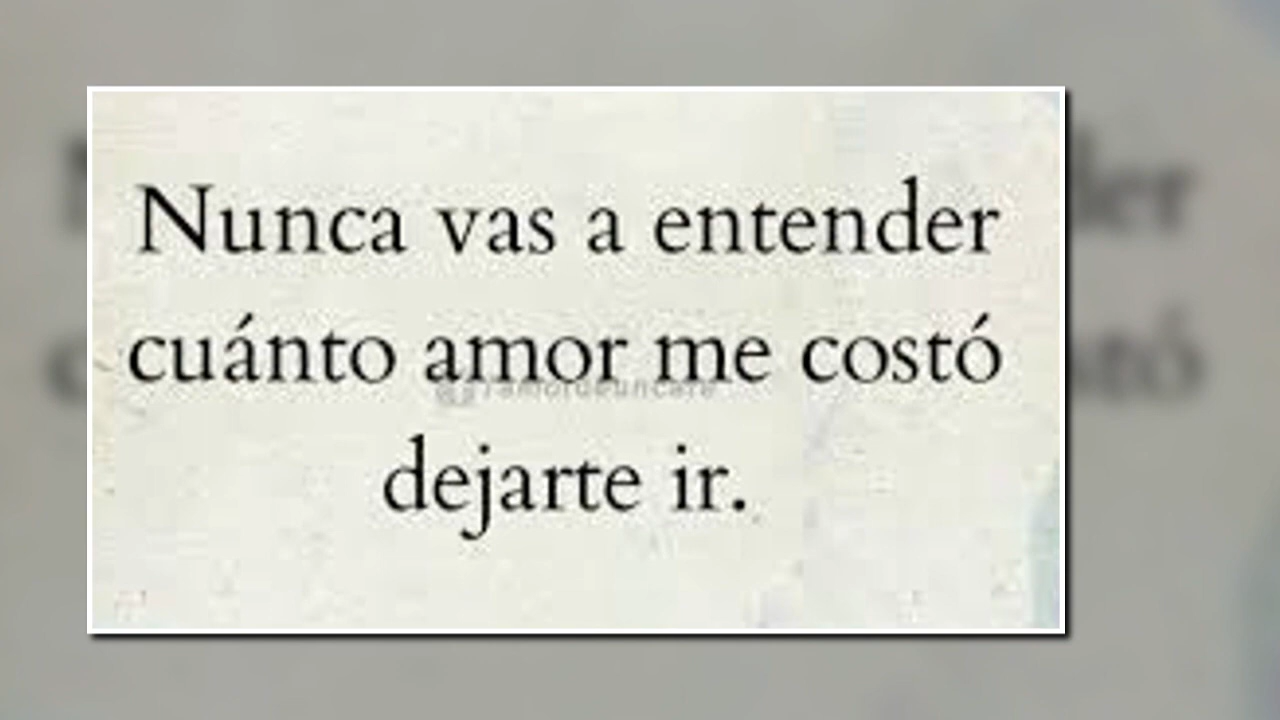 Nunca vas a entender
cuánto amor me costó
dejarte ir.